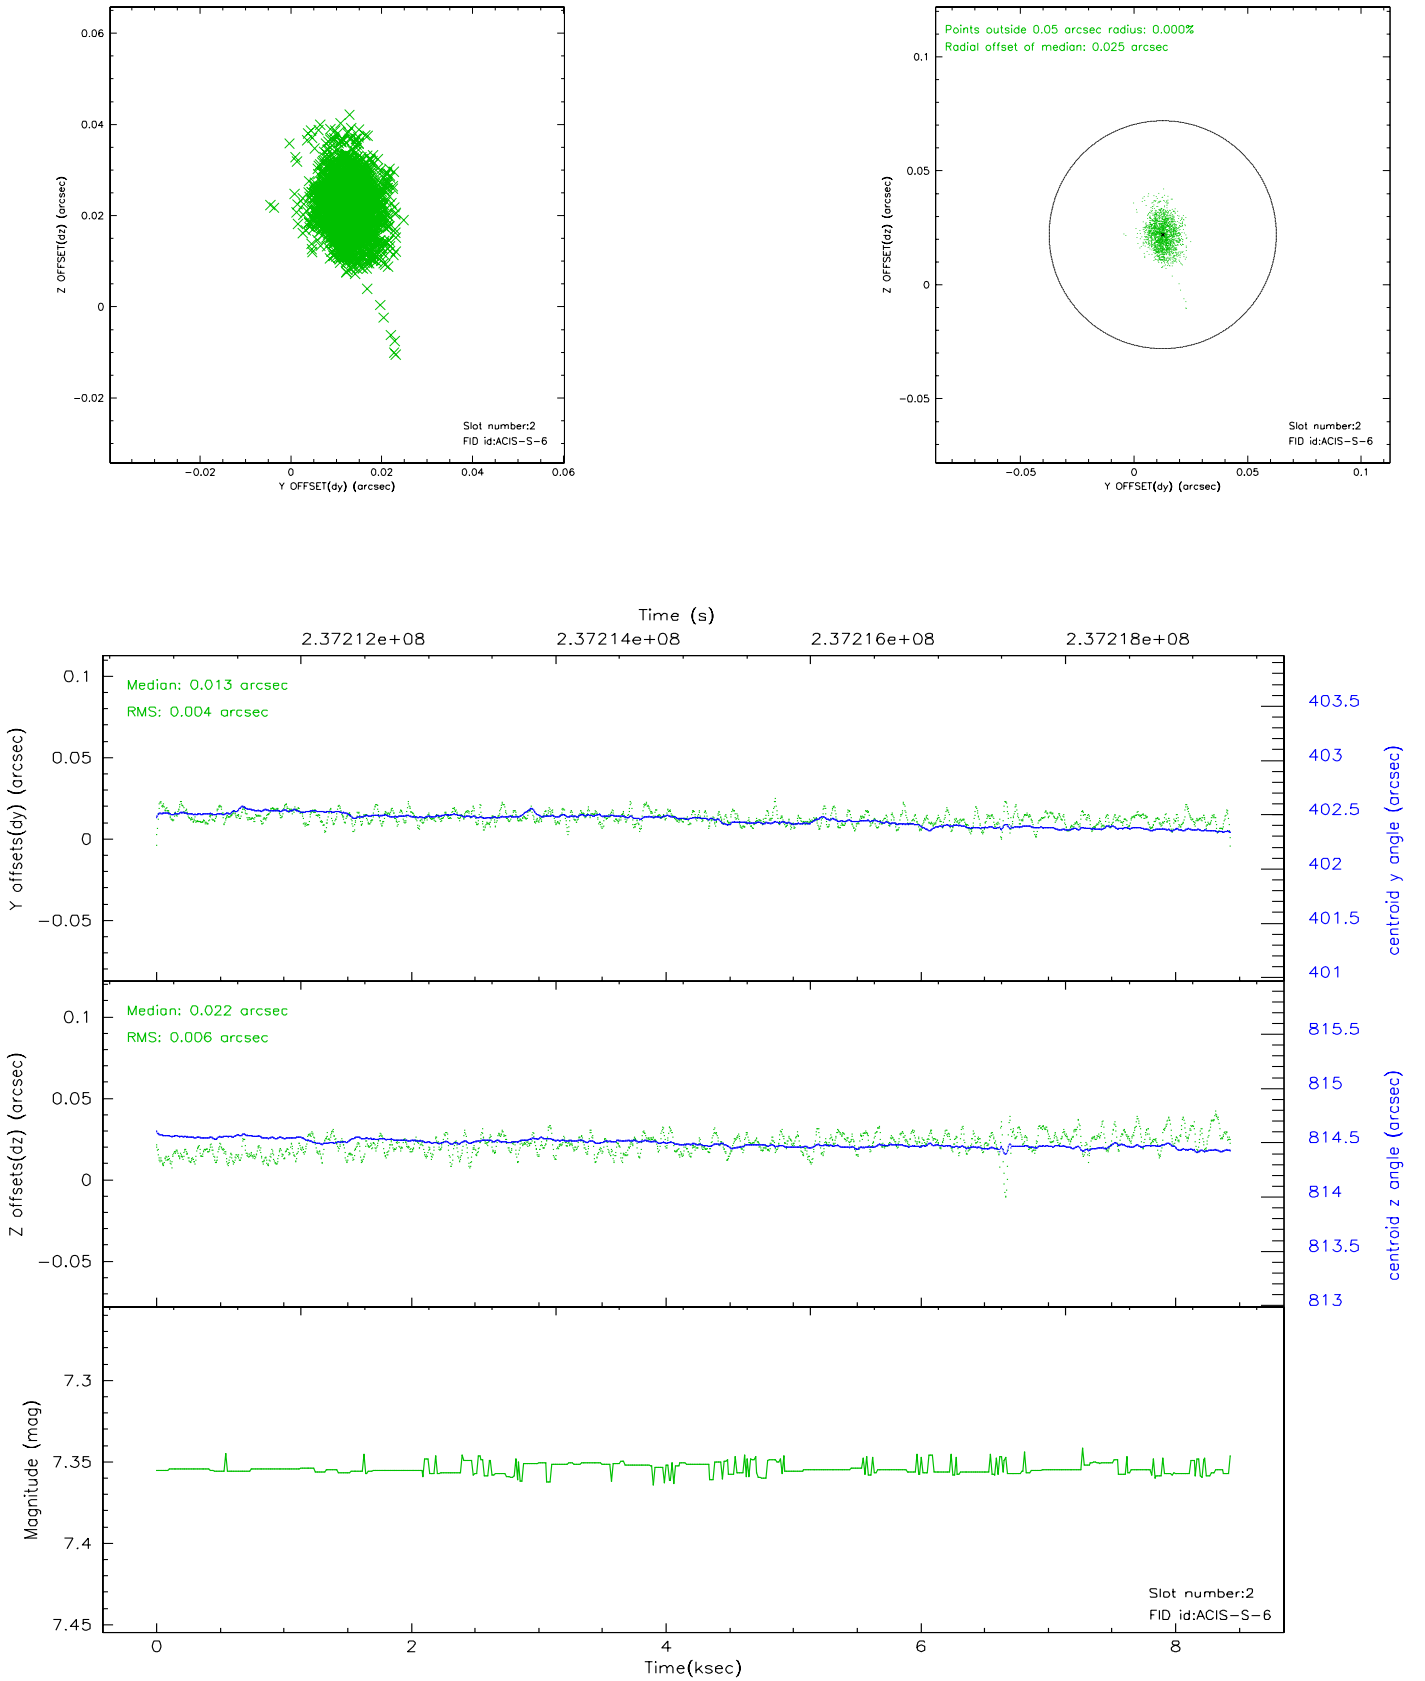 0.06
0.04
0.02
0
−0.02
Z OFFSET(dz) (arcsec)
Slot number:2
FID id:ACIS−S−6
−0.02 0 0.02 0.04 0.06
Y OFFSET(dy) (arcsec)
Points outside 0.05 arcsec radius: 0.000%
Radial offset of median: 0.025 arcsec
0.1
0.05
0
−0.05
Z OFFSET(dz) (arcsec)
Slot number:2
FID id:ACIS−S−6
−0.05 0 0.05 0.1
Y OFFSET(dy) (arcsec)
Time (s)
2.37212e+08 2.37214e+08 2.37216e+08 2.37218e+08
Median: 0.013 arcsec
RMS: 0.004 arcsec
0.1
0.05
0
−0.05
Y offsets(dy) (arcsec)
403.5
403
402.5
402
401.5
401
centroid y angle (arcsec)
Median: 0.022 arcsec
RMS: 0.006 arcsec
0.1
0.05
0
−0.05
Z offsets(dz) (arcsec)
815.5
815
814.5
814
813.5
813
centroid z angle (arcsec)
7.3
7.35
7.4
7.45
Magnitude (mag)
Slot number:2
FID id:ACIS−S−6
0 2 4 6 8
Time(ksec)